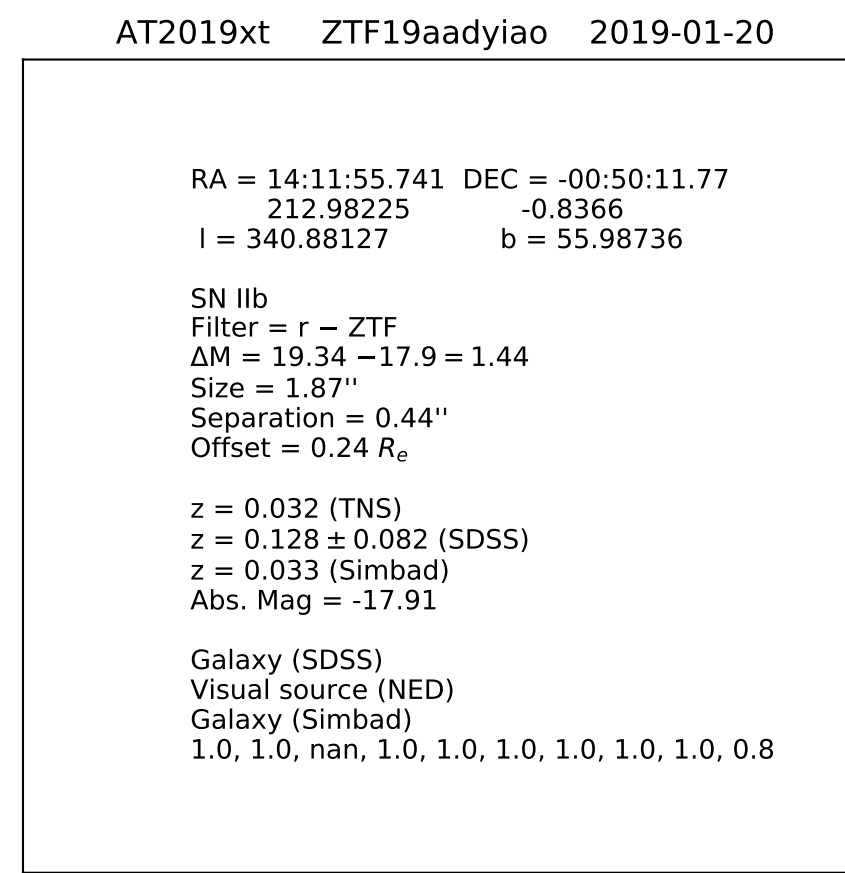 AT2019xt ZTF19aadyiao 2019-01-20
RA = 14:11:55.741 DEC = -00:50:11.77
212.98225 -0.8366
l = 340.88127 b = 55.98736
SN IIb
Filter = r − ZTF
ΔM = 19.34 −17.9 = 1.44
Size = 1.87''
Separation = 0.44''
Offset = 0.24 Re
z = 0.032 (TNS)
z = 0.128 ± 0.082 (SDSS)
z = 0.033 (Simbad)
Abs. Mag = -17.91
Galaxy (SDSS)
Visual source (NED)
Galaxy (Simbad)
1.0, 1.0, nan, 1.0, 1.0, 1.0, 1.0, 1.0, 1.0, 0.8